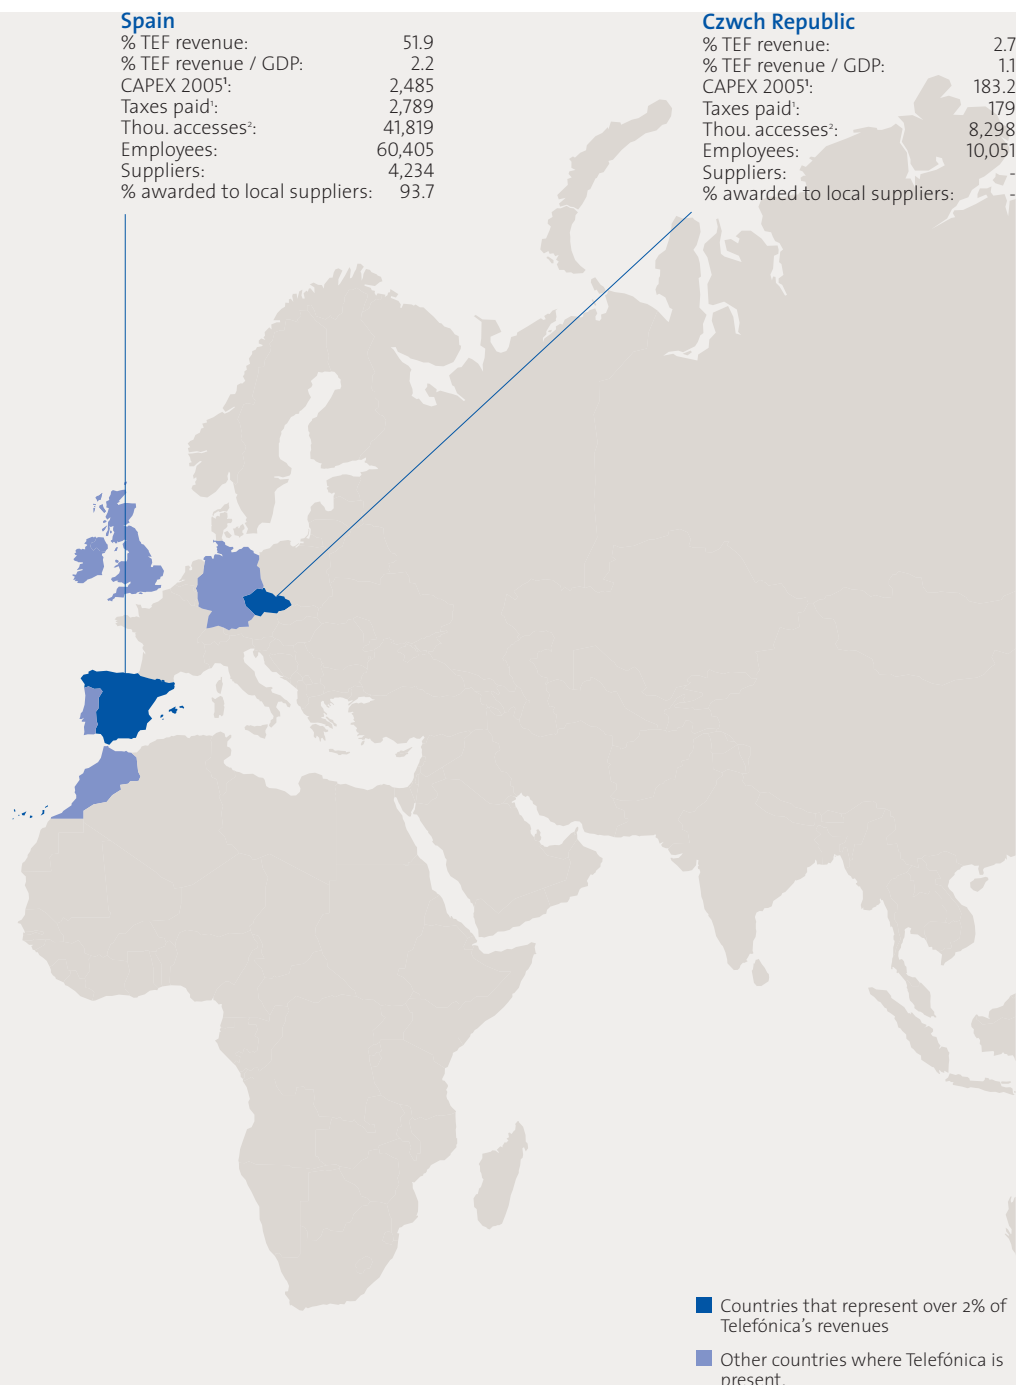 Spain
% TEF revenue: 51.9
% TEF revenue / GDP: 2.2
CAPEX 2005¹: 2,485
Taxes paid¹: 2,789
Thou. accesses²: 41,819
Employees: 60,405
Suppliers: 4,234
% awarded to local suppliers: 93.7
Czwch Republic
% TEF revenue: 2.7
% TEF revenue / GDP: 1.1
CAPEX 2005¹: 183.2
Taxes paid¹: 179
Thou. accesses²: 8,298
Employees: 10,051
Suppliers: -
% awarded to local suppliers: -
Countries that represent over 2% of
Telefónica's revenues
Other countries where Telefónica is
present.